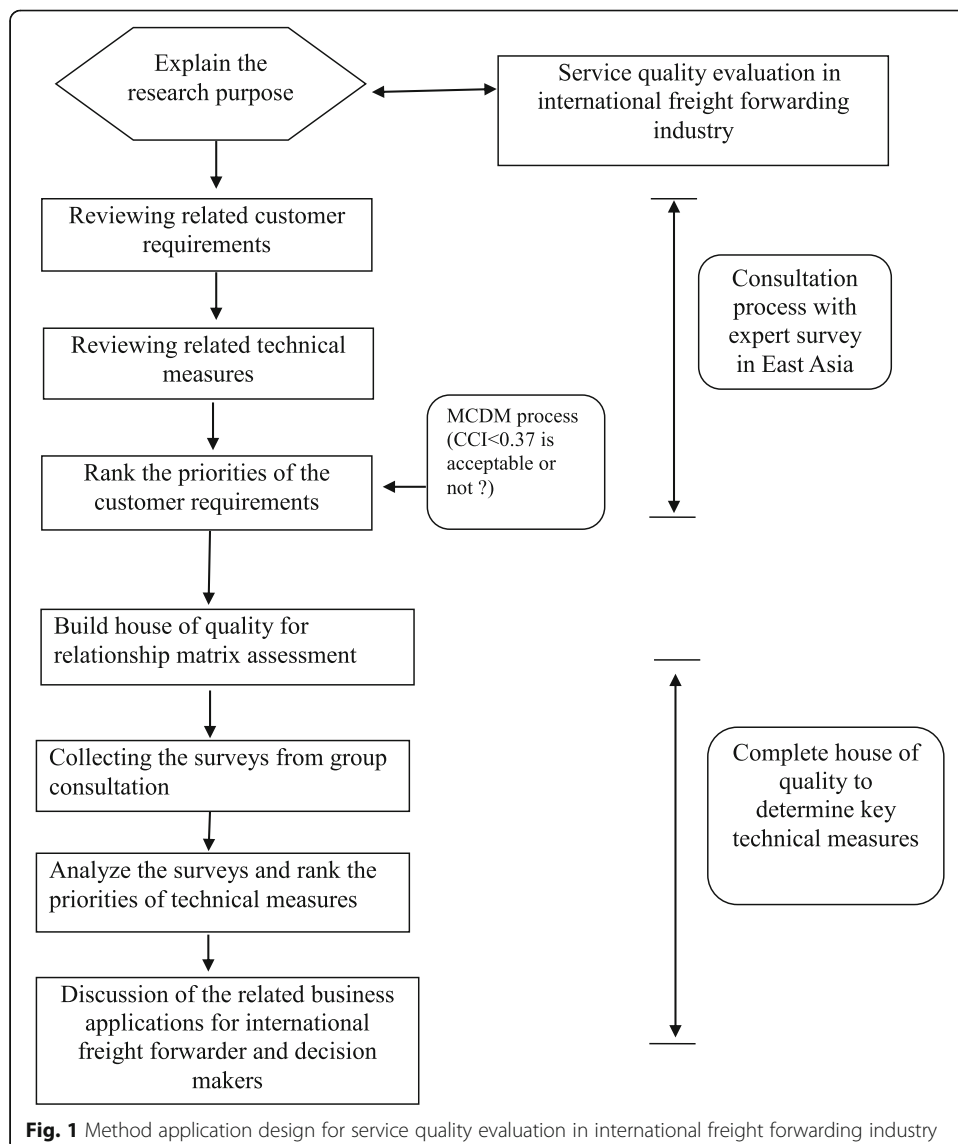 Explain the
research purpose
Service quality evaluation in
international freight forwarding
industry
Reviewing related customer
requirements
Reviewing related technical
measures
Consultation
process with
expert survey
in East Asia
MCDM process
(CCI<0.37 is
acceptable or
not ?)
Rank the priorities of the
customer requirements
Build house of quality for
relationship matrix assessment
Collecting the surveys from group
consultation
Complete house of
quality to
determine key
technical measures
Analyze the surveys and rank the
priorities of technical measures
Discussion of the related business
applications for international
freight forwarder and decision
makers
Fig. 1 Method application design for service quality evaluation in international freight forwarding industry